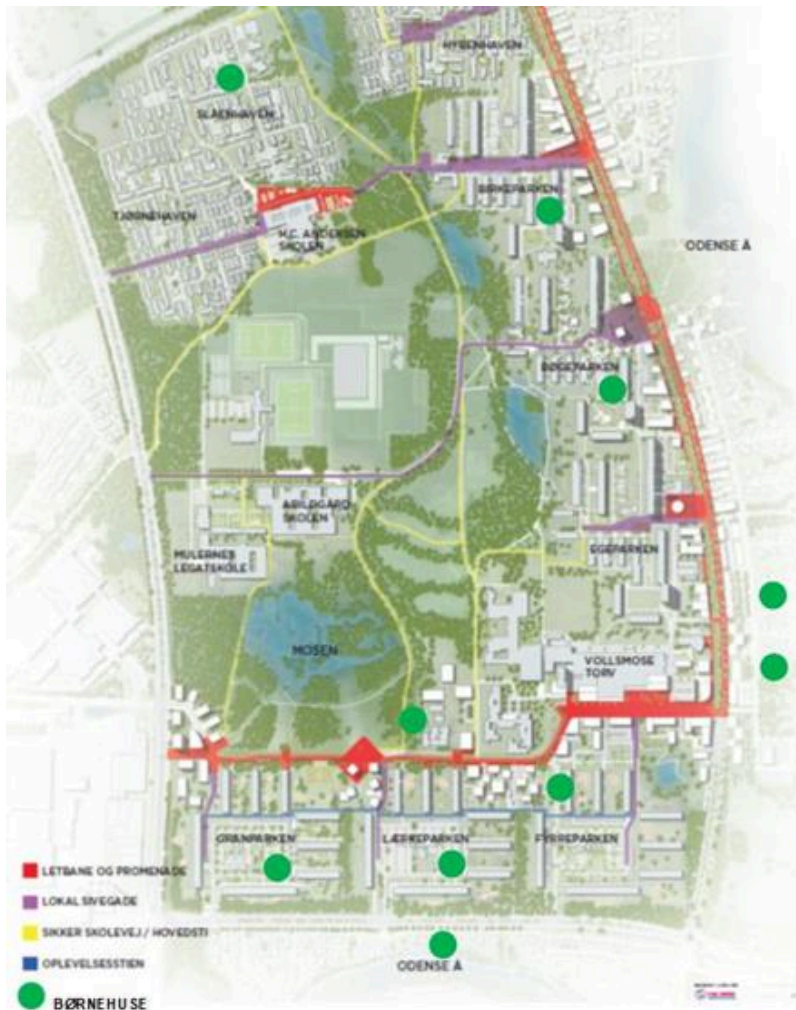 HYBENHAVEN
SLÅENHAVEN
BIRKEPARKEN
TJØRNEHAVEN
H.C. ANDERSEN
SKOLEN
ODENSE Å
BØGEPARKEN
ABILDGÅRD
SKOLEN
EGEPARKEN
MULERNES
LEGATSKOLE
MOSEN
VOLLSMOSE
TORV
GRANPARKEN
LÆRKEPARKEN
FYRREPARKEN
LETBANE OG PROMENADE
LOKAL SIVEGADE
SIKKER SKOLEVEJ / HOVEDSTI
OPLEVELSESSTIEN
ODENSE Å
BØRNEHUSE